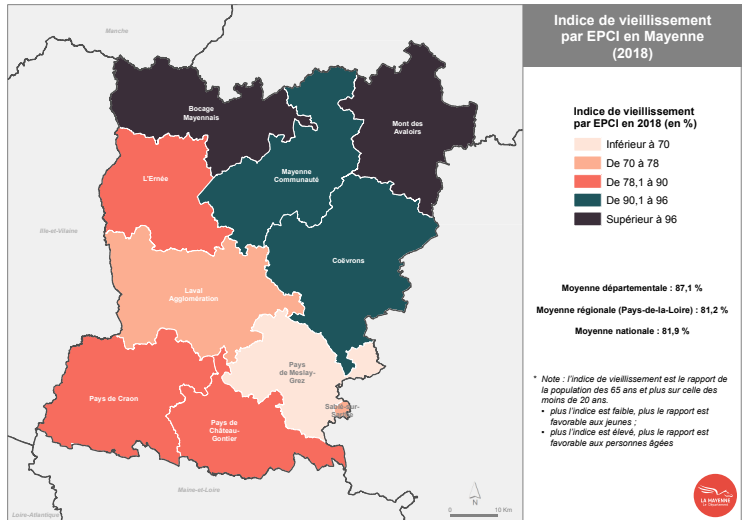 Indice de vieillissement
par EPCI en Mayenne
(2018)
Manche
Bocage
Mayennais
Mont des
Avaloirs
L'Ernée
Mayenne
Communauté
Ille-et-Vilaine
Coëvrons
Laval
Agglomération
Pays
de Meslay-
Grez
Pays de Craon
Sablé-sur-
Sarthe
Pays de
Château-
Gontier
Maine-et-Loire
Loire-Atlantique
N
0 10 Km
Indice de vieillissement
par EPCI en 2018 (en %)
Inférieur à 70
De 70 à 78
De 78,1 à 90
De 90,1 à 96
Supérieur à 96
Moyenne départementale : 87,1 %
Moyenne régionale (Pays-de-la-Loire) : 81,2 %
Moyenne nationale : 81,9 %
* Note : l'indice de vieillissement est le rapport de
la population des 65 ans et plus sur celle des
moins de 20 ans.
• plus l'indice est faible, plus le rapport est
favorable aux jeunes ;
• plus l'indice est élevé, plus le rapport est
favorable aux personnes âgées
LA MAYENNE
Le Département